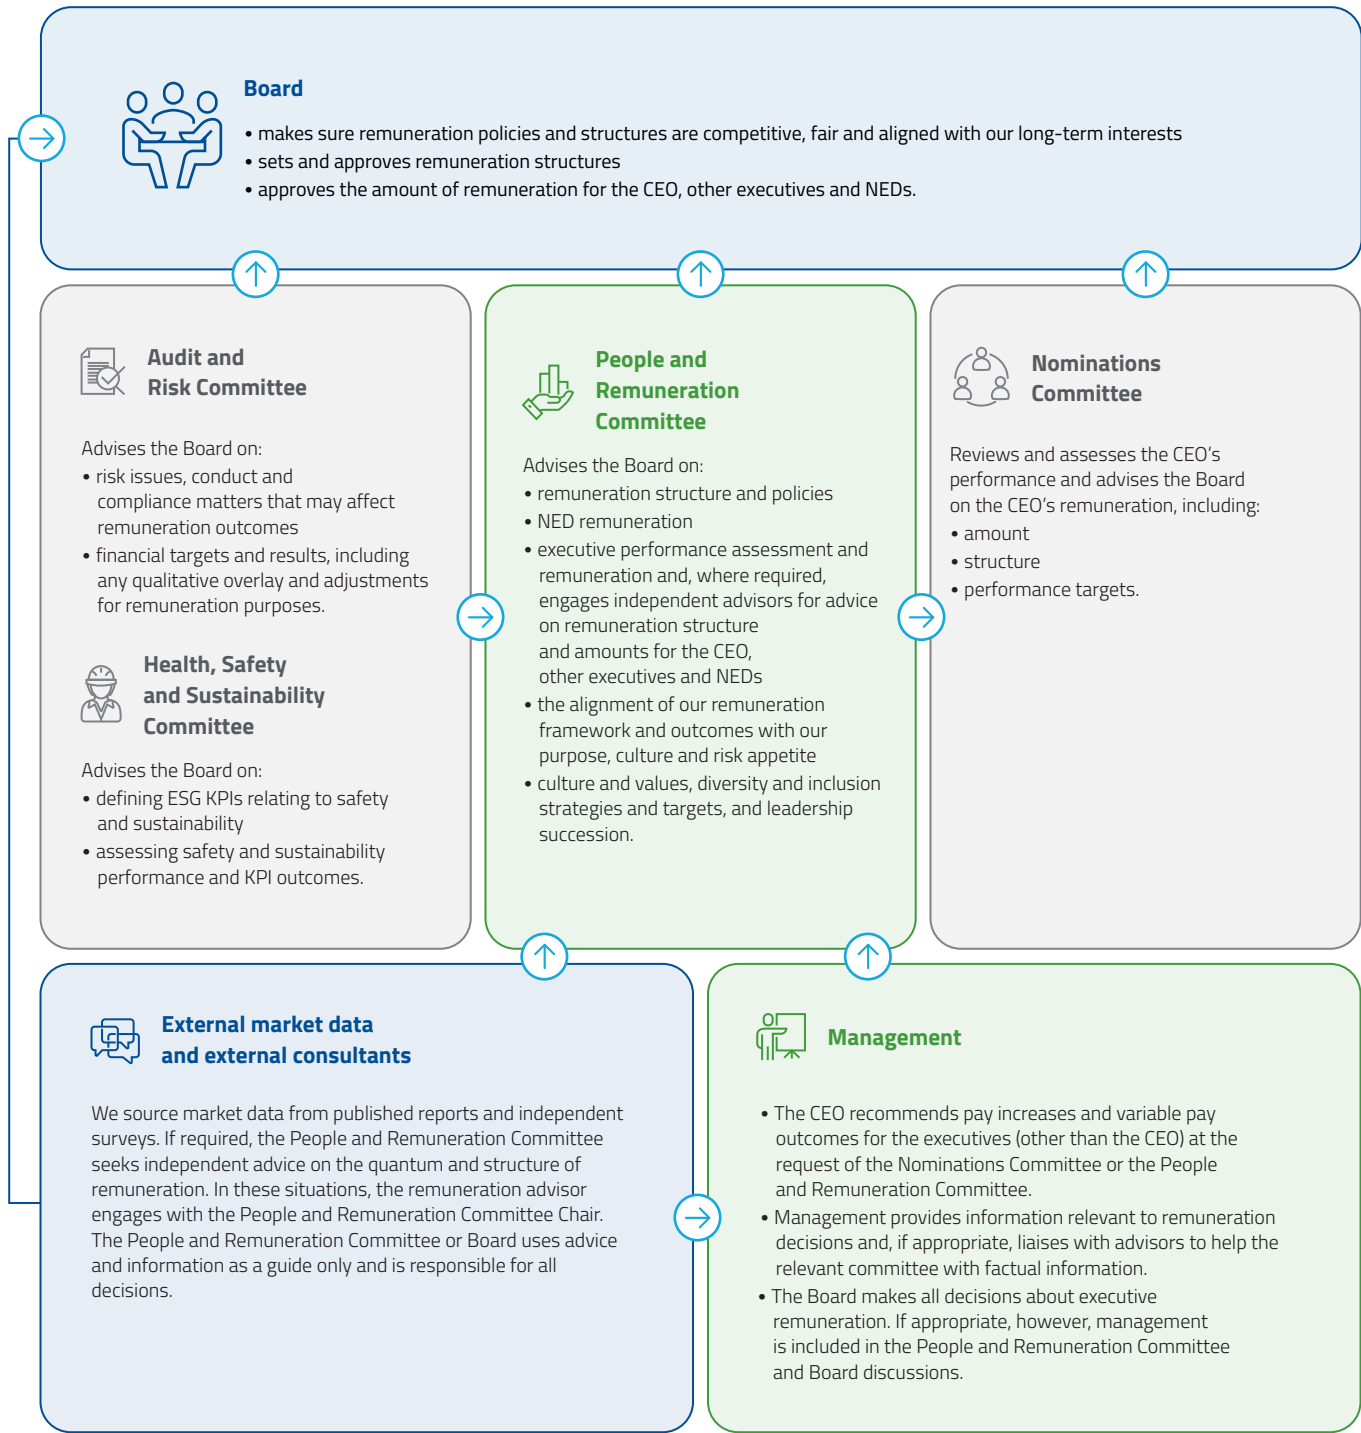 Board
• makes sure remuneration policies and structures are competitive, fair and aligned with our long-term interests
• sets and approves remuneration structures
• approves the amount of remuneration for the CEO, other executives and NEDs.
Audit and
Risk Committee
Advises the Board on:
• risk issues, conduct and
compliance matters that may affect
remuneration outcomes
• financial targets and results, including
any qualitative overlay and adjustments
for remuneration purposes.
Health, Safety
and Sustainability
Committee
Advises the Board on:
• defining ESG KPIs relating to safety
and sustainability
• assessing safety and sustainability
performance and KPI outcomes.
People and
Remuneration
Committee
Advises the Board on:
• remuneration structure and policies
• NED remuneration
• executive performance assessment and
remuneration and, where required,
engages independent advisors for advice
on remuneration structure
and amounts for the CEO,
other executives and NEDs
• the alignment of our remuneration
framework and outcomes with our
purpose, culture and risk appetite
• culture and values, diversity and inclusion
strategies and targets, and leadership
succession.
Nominations
Committee
Reviews and assesses the CEO’s
performance and advises the Board
on the CEO’s remuneration, including:
• amount
• structure
• performance targets.
External market data
and external consultants
We source market data from published reports and independent
surveys. If required, the People and Remuneration Committee
seeks independent advice on the quantum and structure of
remuneration. In these situations, the remuneration advisor
engages with the People and Remuneration Committee Chair.
The People and Remuneration Committee or Board uses advice
and information as a guide only and is responsible for all
decisions.
Management
• The CEO recommends pay increases and variable pay
outcomes for the executives (other than the CEO) at the
request of the Nominations Committee or the People
and Remuneration Committee.
• Management provides information relevant to remuneration
decisions and, if appropriate, liaises with advisors to help the
relevant committee with factual information.
• The Board makes all decisions about executive
remuneration. If appropriate, however, management
is included in the People and Remuneration Committee
and Board discussions.